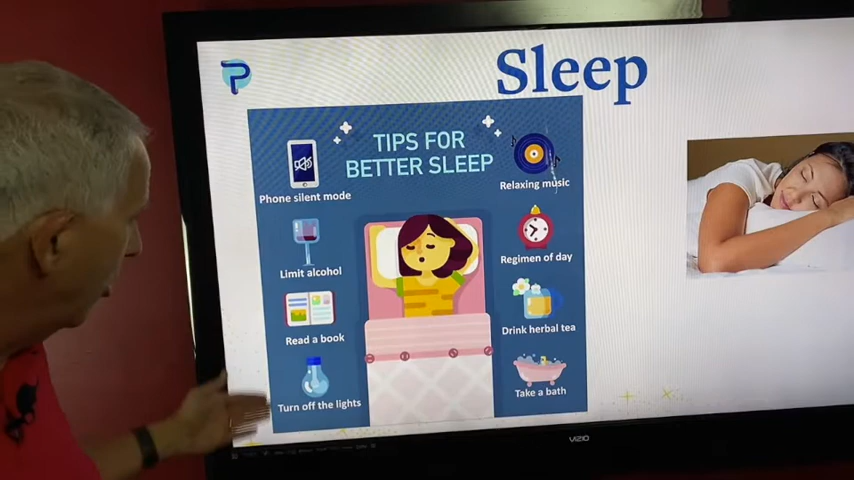 Sleep
TIPS FOR
BETTER SLEEP
Phone silent mode
Relaxing music
Limit alcohol
Regimen of day
Read a book
Drink herbal tea
Turn off the lights
Take a bath
VIZIO